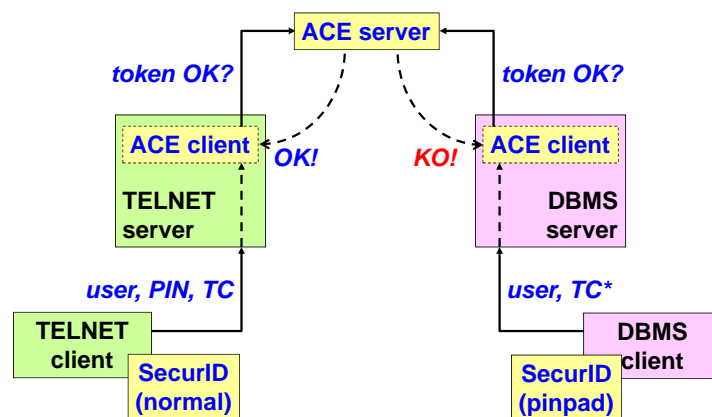 ACE server
token OK?
token OK?
ACE client
ACE client
OK!
KO!
TELNET
server
DBMS
server
user, PIN, TC
user, TC*
TELNET
client
DBMS
client
SecurID
(normal)
SecurID
(pinpad)